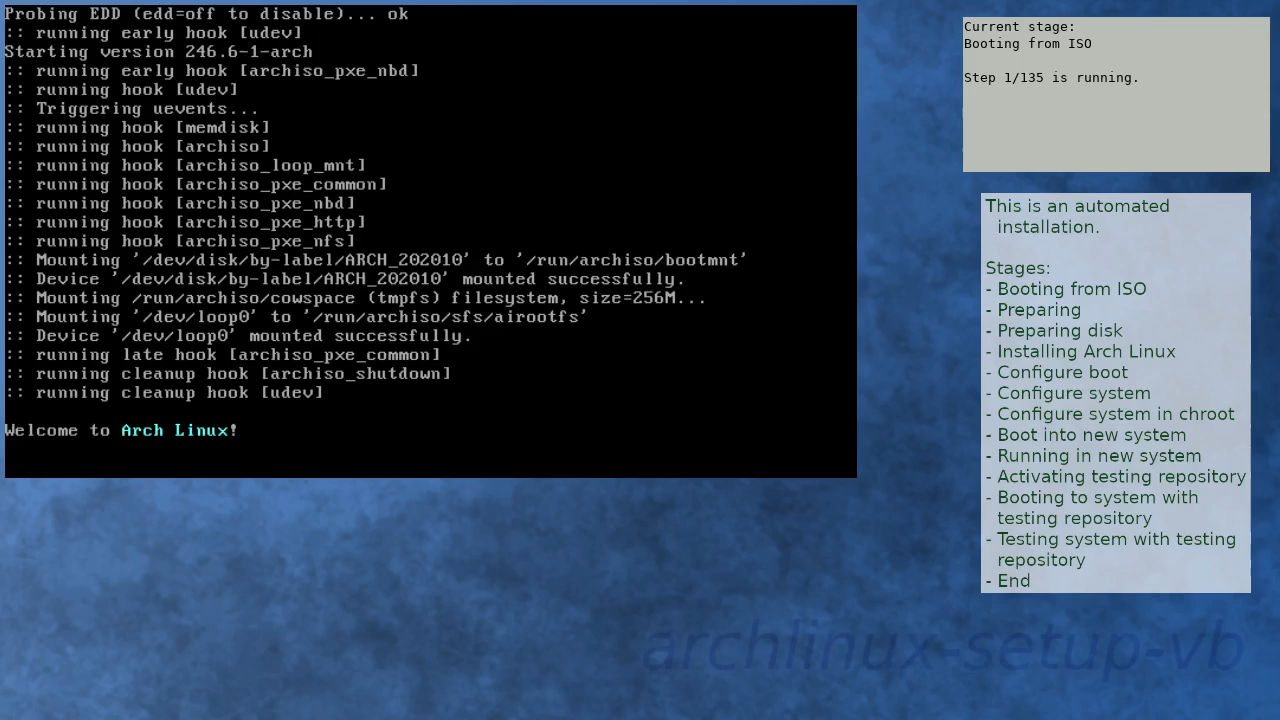 Probing EDD (edd=off to disable)... ok
:: running early hook [udev]
Starting version 246.6-1-arch
:: running early hook [archiso_pxe_nbd]
:: running hook [udev]
:: Triggering uevents...
:: running hook [memdisk]
:: running hook [archiso]
:: running hook [archiso_loop_mnt]
:: running hook [archiso_pxe_common]
:: running hook [archiso_pxe_nbd]
:: running hook [archiso_pxe_http]
:: running hook [archiso_pxe_nfs]
:: Mounting '/dev/disk/by-label/ARCH_202010' to '/run/archiso/bootmnt'
:: Device '/dev/disk/by-label/ARCH_202010' mounted successfully.
:: Mounting /run/archiso/cowspace (tmpfs) filesystem, size=256M...
:: Mounting '/dev/loop0' to '/run/archiso/sfs/airootfs'
:: Device '/dev/loop0' mounted successfully.
:: running late hook [archiso_pxe_common]
:: running cleanup hook [archiso_shutdown]
:: running cleanup hook [udev]
Welcome to Arch Linux!
Current stage:
Booting from ISO
Step 1/135 is running.
This is an automated
installation.
Stages:
- Booting from ISO
- Preparing
- Preparing disk
- Installing Arch Linux
- Configure boot
- Configure system
- Configure system in chroot
- Boot into new system
- Running in new system
- Activating testing repository
- Booting to system with
testing repository
- Testing system with testing
repository
- End
archlinux-setup-vb